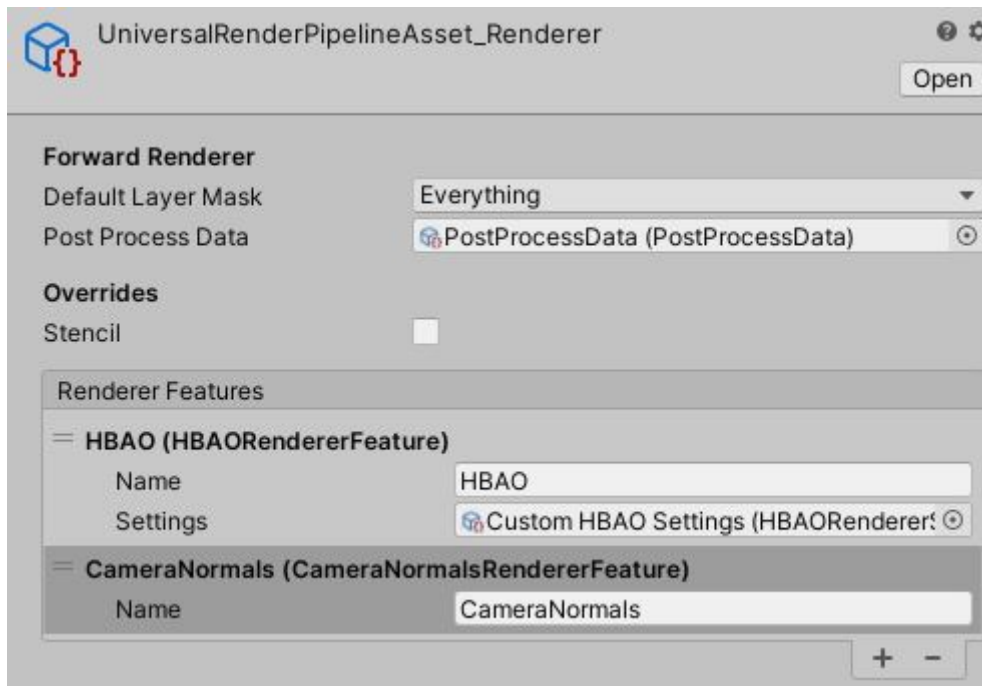 UniversalRenderPipelineAsset_Renderer
Open
Forward Renderer
Default Layer Mask Everything
Post Process Data PostProcessData (PostProcessData)
Overrides
Stencil
Renderer Features
HBAO (HBAORendererFeature)
Name HBAO
Settings Custom HBAO Settings (HBAORenderer
CameraNormals (CameraNormalsRendererFeature)
Name CameraNormals